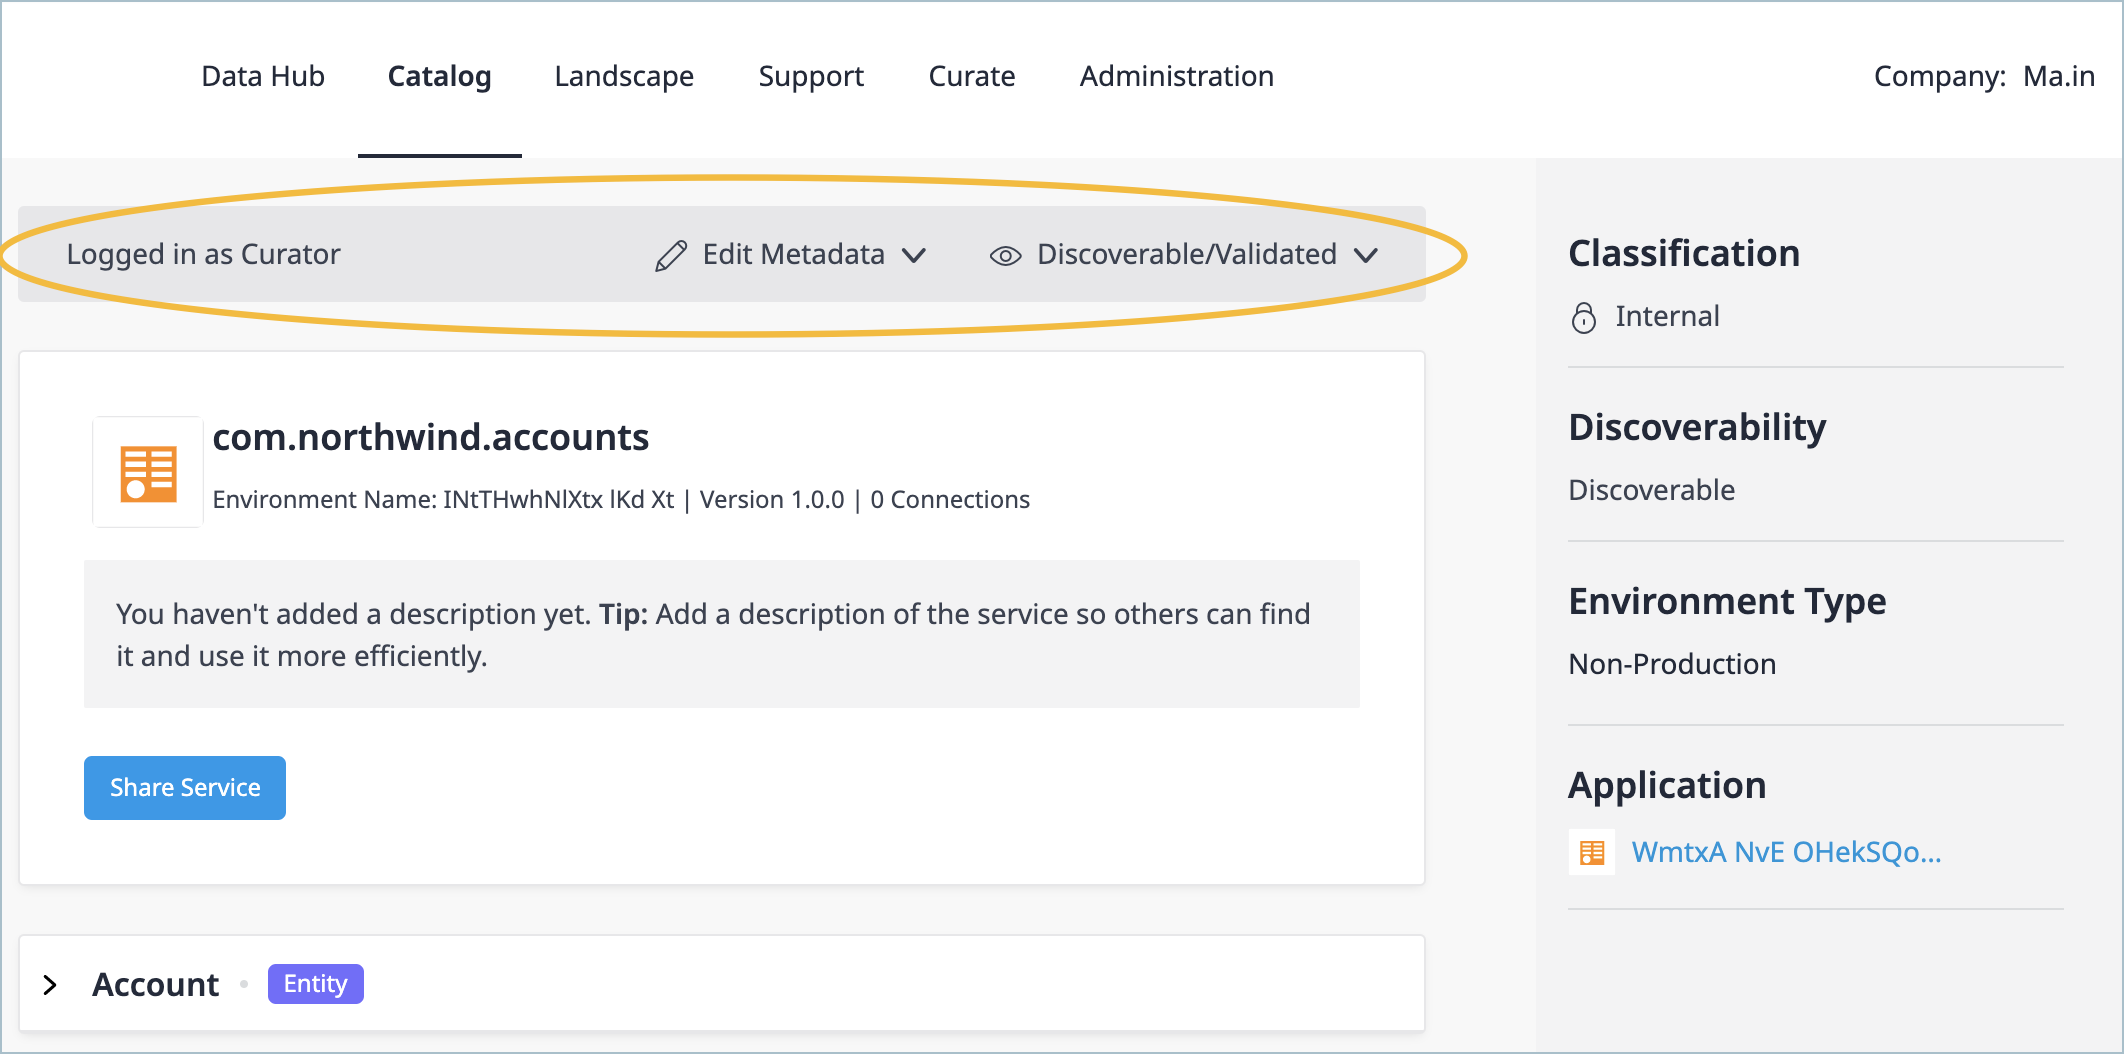 Data Hub Catalog Landscape Support Curate Administration Company: Ma.in
Logged in as Curator Edit Metadata Discoverable/Validated
com.northwind.accounts
Environment Name: INtTHwhNlXtx lKd Xt | Version 1.0.0 | 0 Connections
You haven't added a description yet. Tip: Add a description of the service so others can find
it and use it more efficiently.
Share Service
Account • Entity
Classification
Internal
Discoverability
Discoverable
Environment Type
Non-Production
Application
WmtxA NvE OHekSQo...